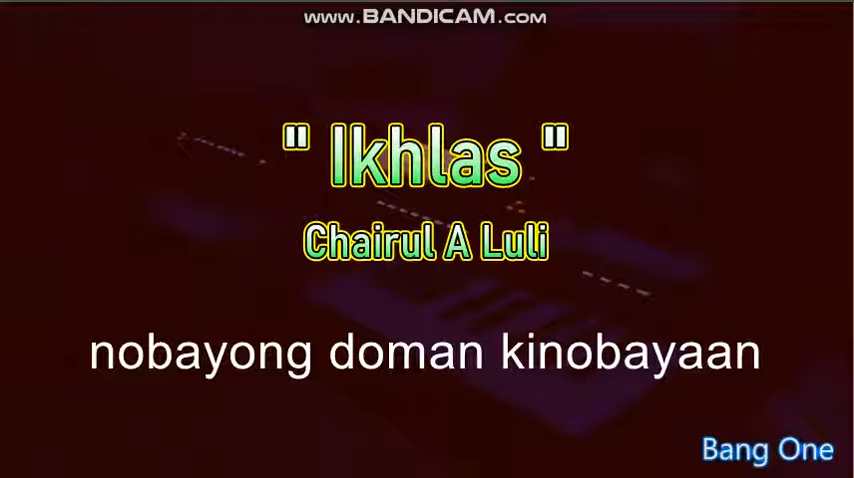 www.BANDICAM.com
" Ikhlas "
Chairul A Luli
nobayong doman kinobayaan
Bang One